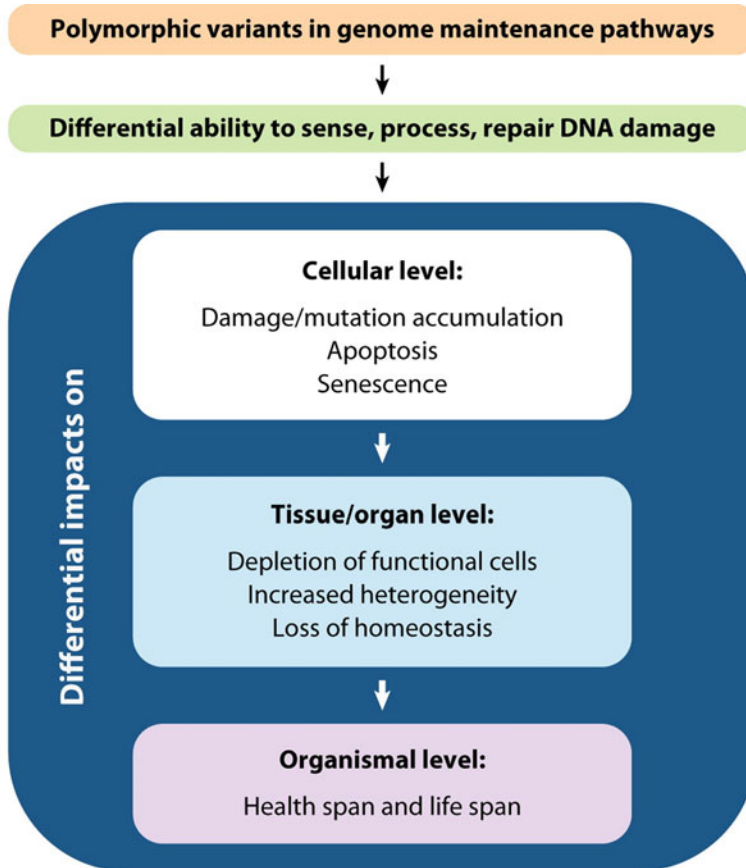 Polymorphic variants in genome maintenance pathways
Differential ability to sense, process, repair DNA damage
Differential impacts on
Cellular level:
Damage/mutation accumulation
Apoptosis
Senescence
Tissue/organ level:
Depletion of functional cells
Increased heterogeneity
Loss of homeostasis
Organismal level:
Health span and life span